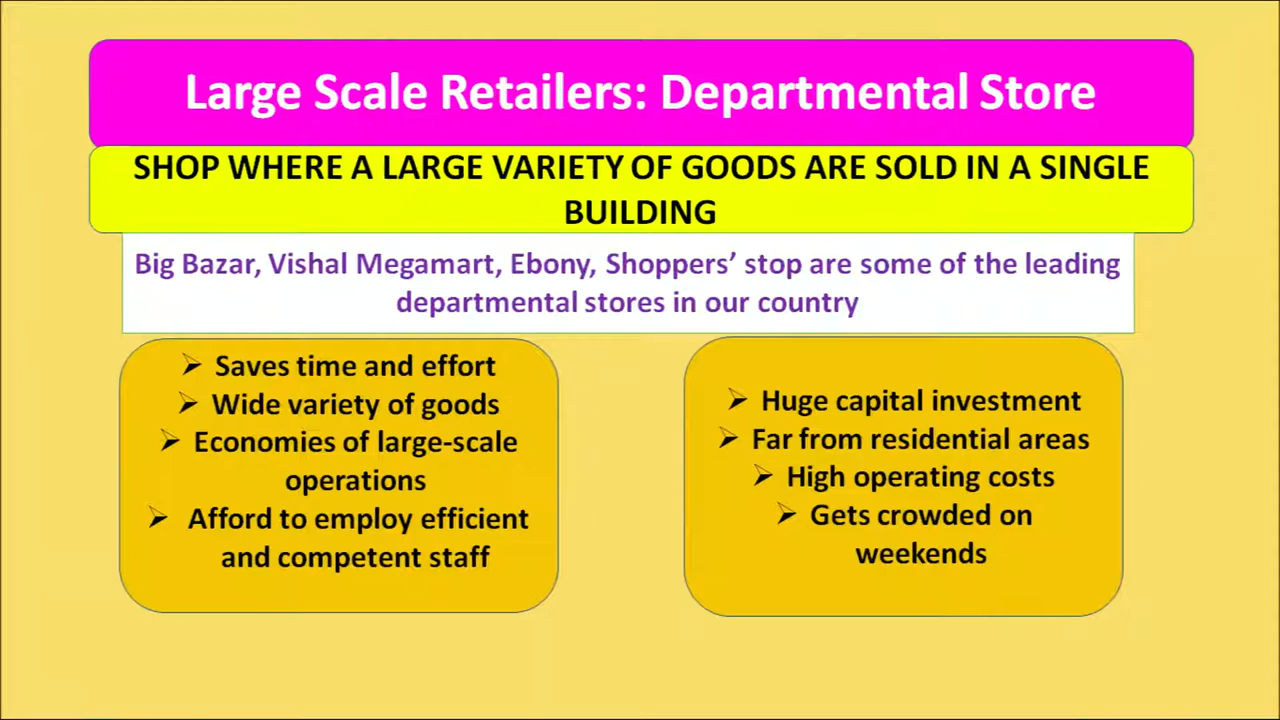 Large Scale Retailers: Departmental Store
SHOP WHERE A LARGE VARIETY OF GOODS ARE SOLD IN A SINGLE
BUILDING
Big Bazar, Vishal Megamart, Ebony, Shoppers’ stop are some of the leading
departmental stores in our country
➢ Saves time and effort
➢ Wide variety of goods
➢ Economies of large-scale
operations
➢ Afford to employ efficient
and competent staff
➢ Huge capital investment
➢ Far from residential areas
➢ High operating costs
➢ Gets crowded on
weekends